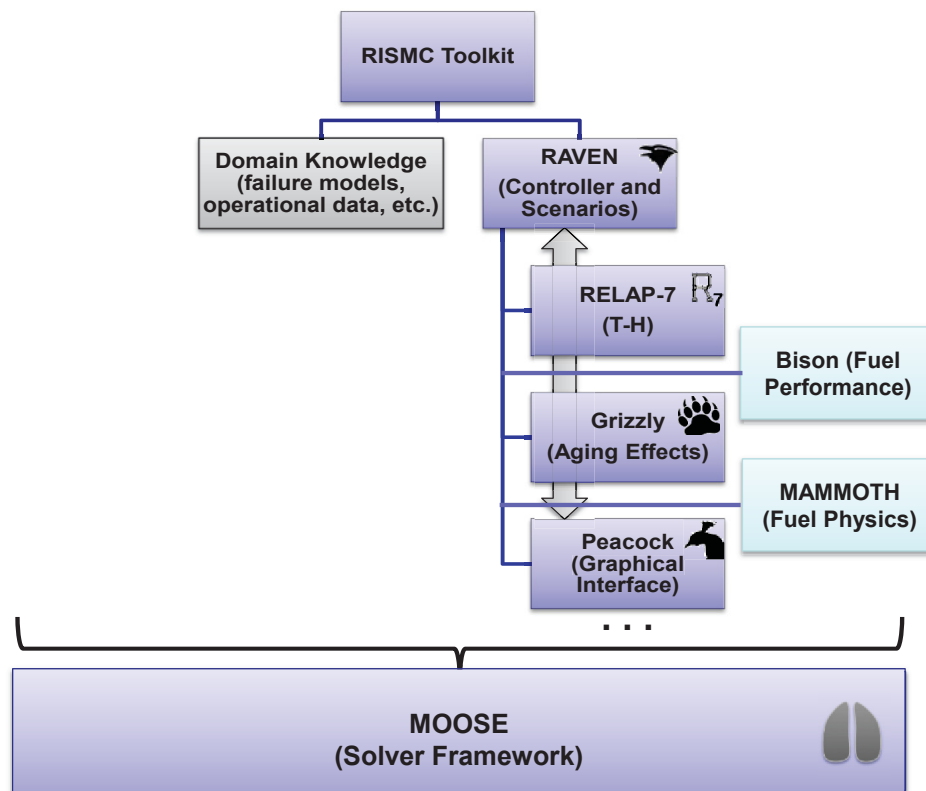 RISMC Toolkit
Domain Knowledge
(failure models,
operational data, etc.)
RAVEN
(Controller and
Scenarios)
RELAP-7
(T-H)
R7
Bison (Fuel
Performance)
Grizzly
(Aging Effects)
MAMMOTH
(Fuel Physics)
Peacock
(Graphical
Interface)
. . .
MOOSE
(Solver Framework)